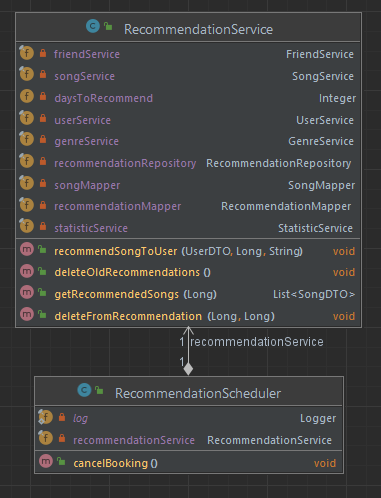 C RecommendationService
f friendService FriendService
f songService SongService
f daysToRecommend Integer
f userService UserService
f genreService GenreService
f recommendationRepository RecommendationRepository
f songMapper SongMapper
f recommendationMapper RecommendationMapper
f statisticService StatisticService
m recommendSongToUser (UserDTO, Long, String) void
m deleteOldRecommendations () void
m getRecommendedSongs (Long) List<SongDTO>
m deleteFromRecommendation (Long, Long) void
1 recommendationService
1
C RecommendationScheduler
f log Logger
f recommendationService RecommendationService
m cancelBooking () void